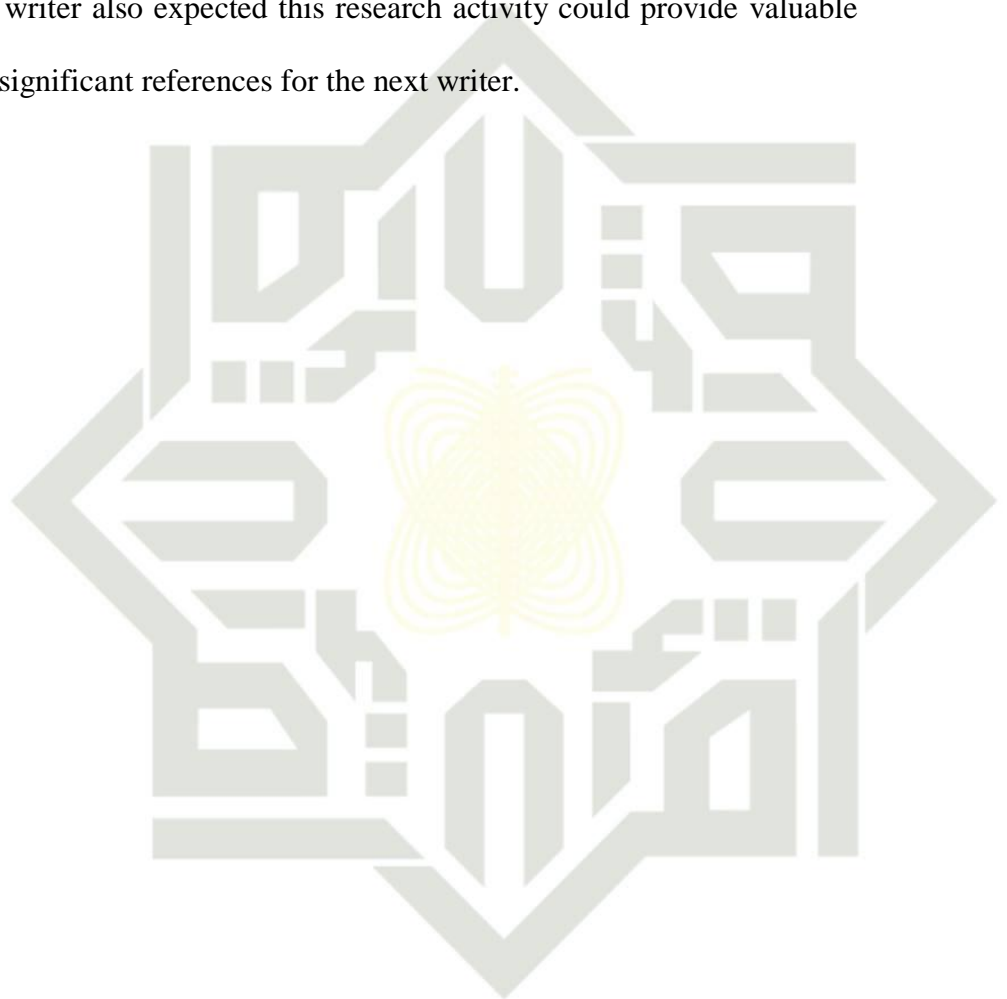 writer also expected this research activity could provide valuable
significant references for the next writer.